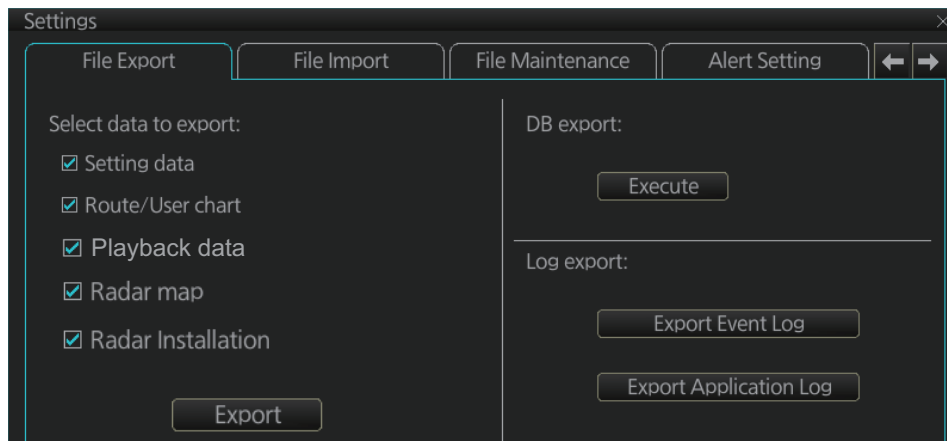 Settings
File Export
File Import
File Maintenance
Alert Setting
Select data to export:
Setting data
Route/User chart
Playback data
Radar map
Radar Installation
Export
DB export:
Execute
Log export:
Export Event Log
Export Application Log